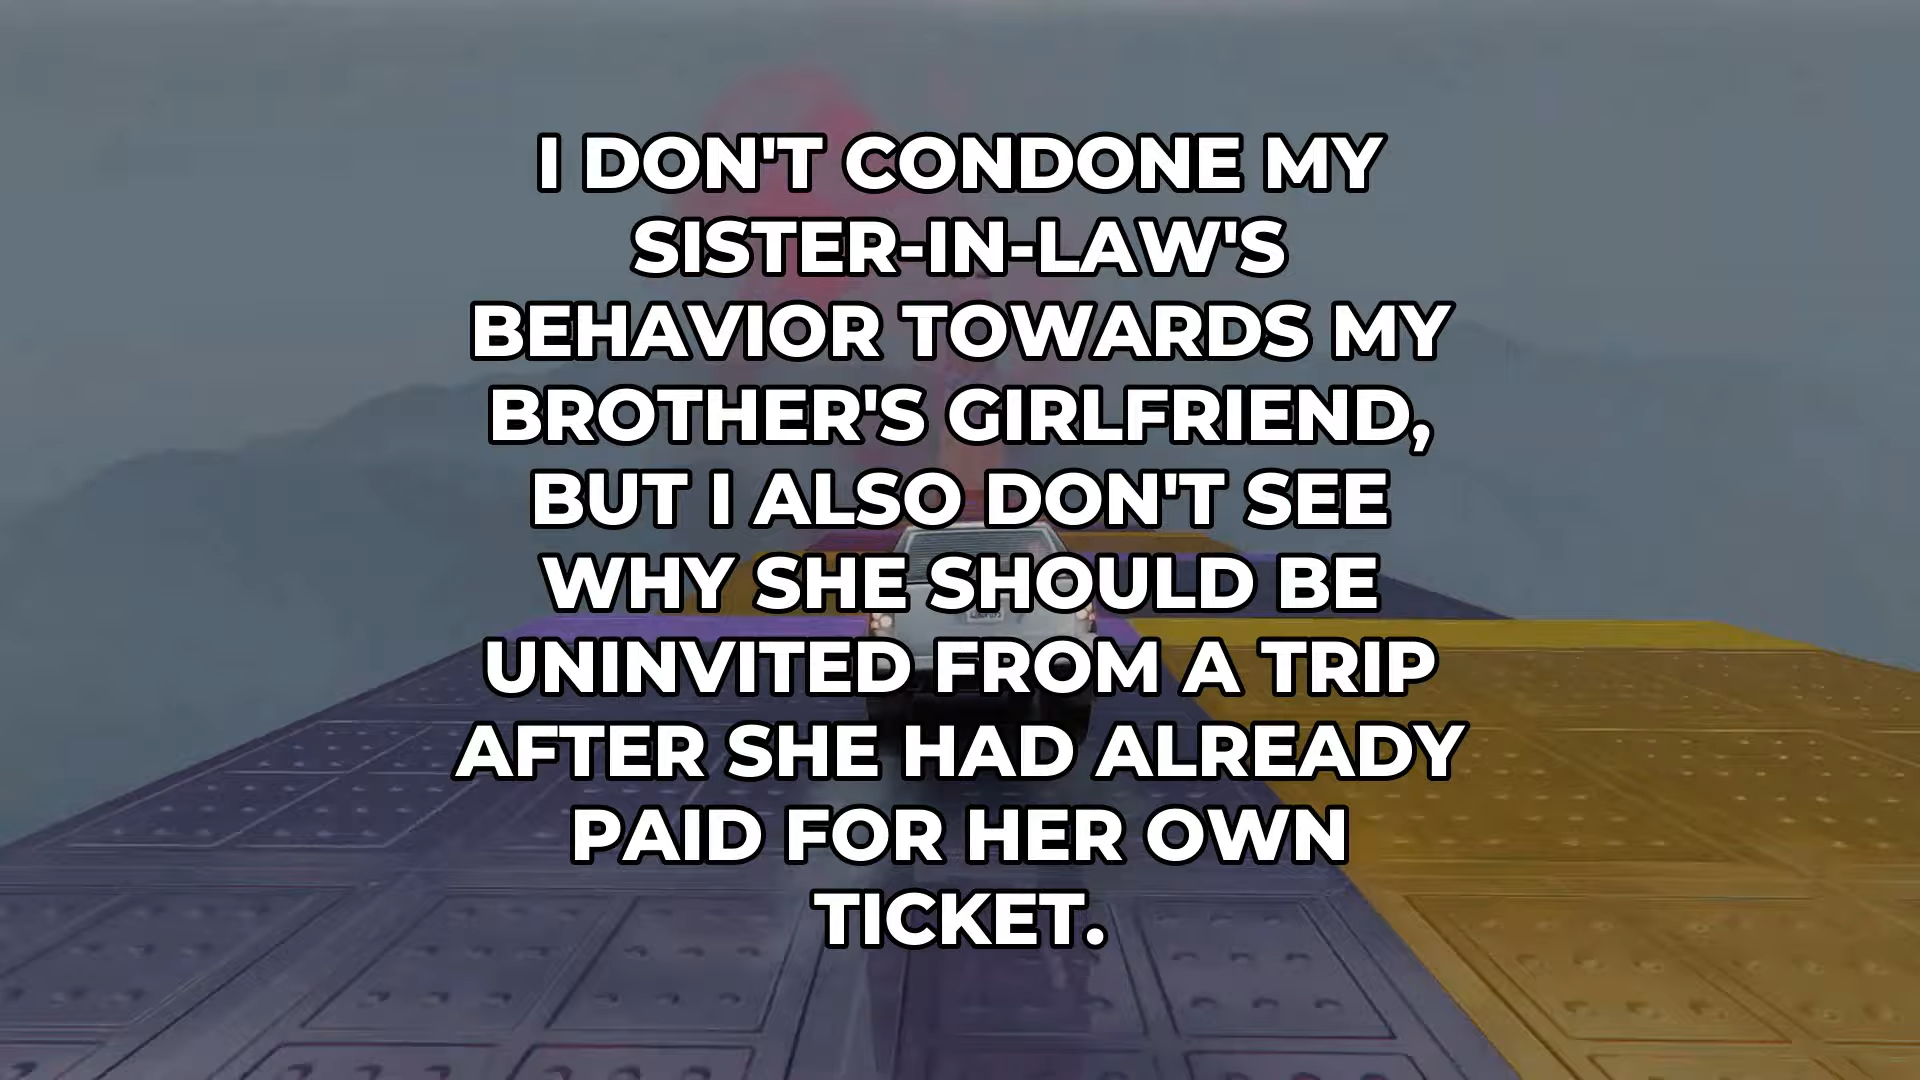 I DON'T CONDONE MY
SISTER-IN-LAW'S
BEHAVIOR TOWARDS MY
BROTHER'S GIRLFRIEND,
BUT I ALSO DON'T SEE
WHY SHE SHOULD BE
UNINVITED FROM A TRIP
AFTER SHE HAD ALREADY
PAID FOR HER OWN
TICKET.